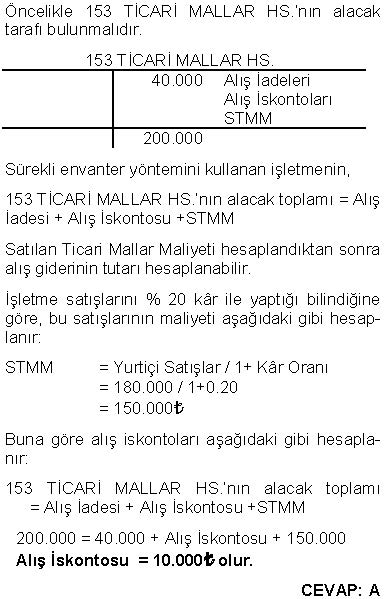 Öncelikle 153 TİCARİ MALLAR HS.'nın alacak
tarafı bulunmalıdır.
153 TİCARİ MALLAR HS.
40.000 Alış İadeleri
Alış İskontoları
STMM
200.000
Sürekli envanter yöntemini kullanan işletmenin,
153 TİCARİ MALLAR HS.'nın alacak toplamı = Alış
İadesi + Alış İskontosu +STMM
Satılan Ticari Mallar Maliyeti hesaplandıktan sonra
alış giderinin tutarı hesaplanabilir.
İşletme satışlarını % 20 kâr ile yaptığı bilindiğine
göre, bu satışlarının maliyeti aşağıdaki gibi hesap-
lanır:
STMM = Yurtiçi Satışlar / 1+ Kâr Oranı
= 180.000 / 1+0.20
= 150.000₺
Buna göre alış iskontoları aşağıdaki gibi hesapla-
nır:
153 TİCARİ MALLAR HS.'nın alacak toplamı
= Alış İadesi + Alış İskontosu +STMM
200.000 = 40.000 + Alış İskontosu + 150.000
Alış İskontosu = 10.000₺ olur.
CEVAP: A